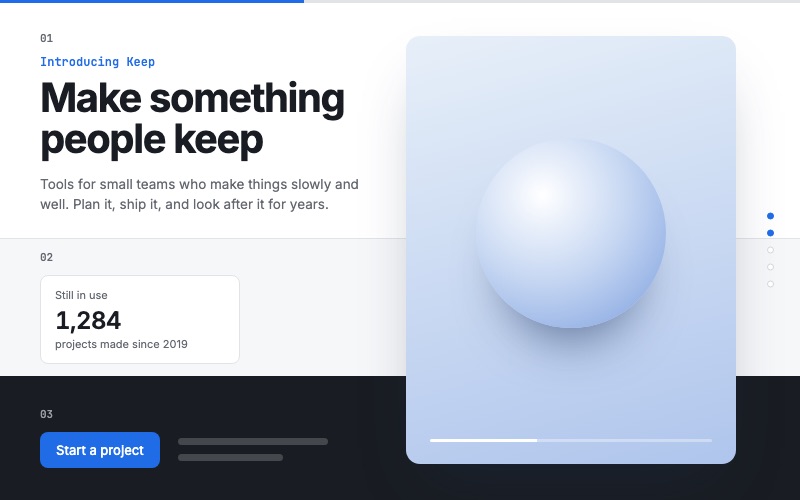 01
Introducing Keep
Make something
people keep
Tools for small teams who make things slowly and
well. Plan it, ship it, and look after it for years.
02
Still in use
1,284
projects made since 2019
03
Start a project